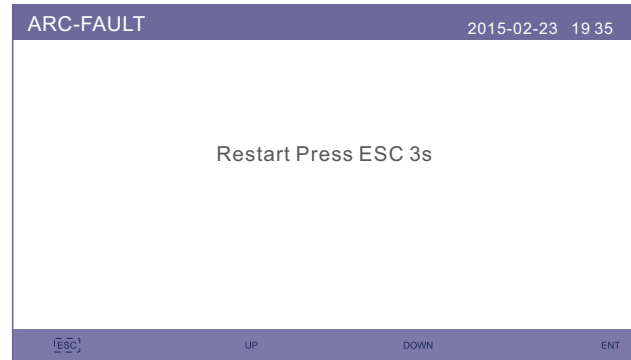 ARC-FAULT 2015-02-23 19 35
Restart Press ESC 3s
ESC UP DOWN ENT